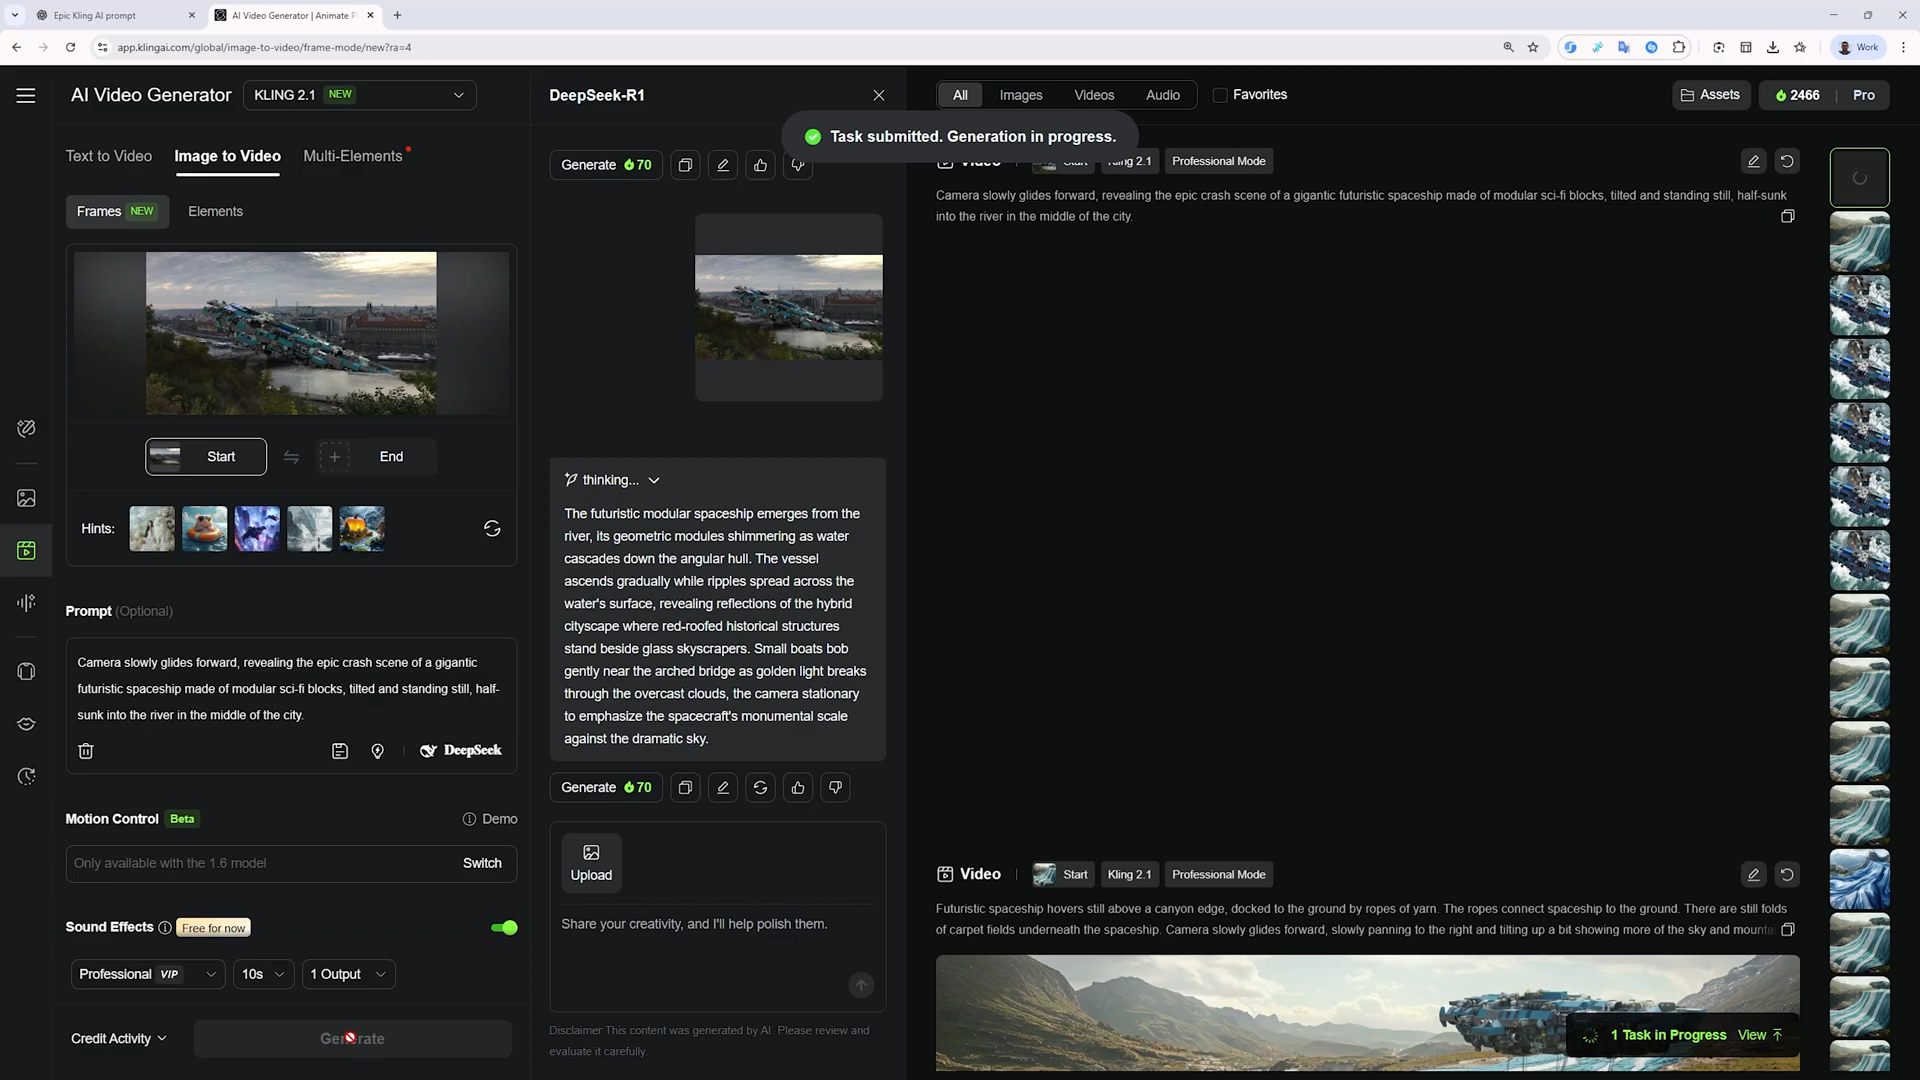 Epic Kling AI prompt
AI Video Generator | Animate P
app.klingai.com/global/image-to-video/frame-mode/new?ra=4
Work
AI Video Generator
KLING 2.1 NEW
Text to Video
Image to Video
Multi-Elements
Frames NEW
Elements
Start
End
Hints:
Prompt (Optional)
Camera slowly glides forward, revealing the epic crash scene of a gigantic
futuristic spaceship made of modular sci-fi blocks, tilted and standing still, half-
sunk into the river in the middle of the city.
DeepSeek
Motion Control Beta
Demo
Only available with the 1.6 model
Switch
Sound Effects
Free for now
Professional VIP
10s
1 Output
Credit Activity
Generate
DeepSeek-R1
Generate 70
thinking...
The futuristic modular spaceship emerges from the
river, its geometric modules shimmering as water
cascades down the angular hull. The vessel
ascends gradually while ripples spread across the
water's surface, revealing reflections of the hybrid
cityscape where red-roofed historical structures
stand beside glass skyscrapers. Small boats bob
gently near the arched bridge as golden light breaks
through the overcast clouds, the camera stationary
to emphasize the spacecraft's monumental scale
against the dramatic sky.
Generate 70
Upload
Share your creativity, and I'll help polish them.
Disclaimer:This content was generated by AI. Please review and
evaluate it carefully.
All
Images
Videos
Audio
Favorites
Assets
2466
Pro
Task submitted. Generation in progress.
Video
Start
Kling 2.1
Professional Mode
Camera slowly glides forward, revealing the epic crash scene of a gigantic futuristic spaceship made of modular sci-fi blocks, tilted and standing still, half-sunk
into the river in the middle of the city.
Video
Start
Kling 2.1
Professional Mode
Futuristic spaceship hovers still above a canyon edge, docked to the ground by ropes of yarn. The ropes connect spaceship to the ground. There are still folds
of carpet fields underneath the spaceship. Camera slowly glides forward, slowly panning to the right and tilting up a bit showing more of the sky and mounta
1 Task in Progress
View